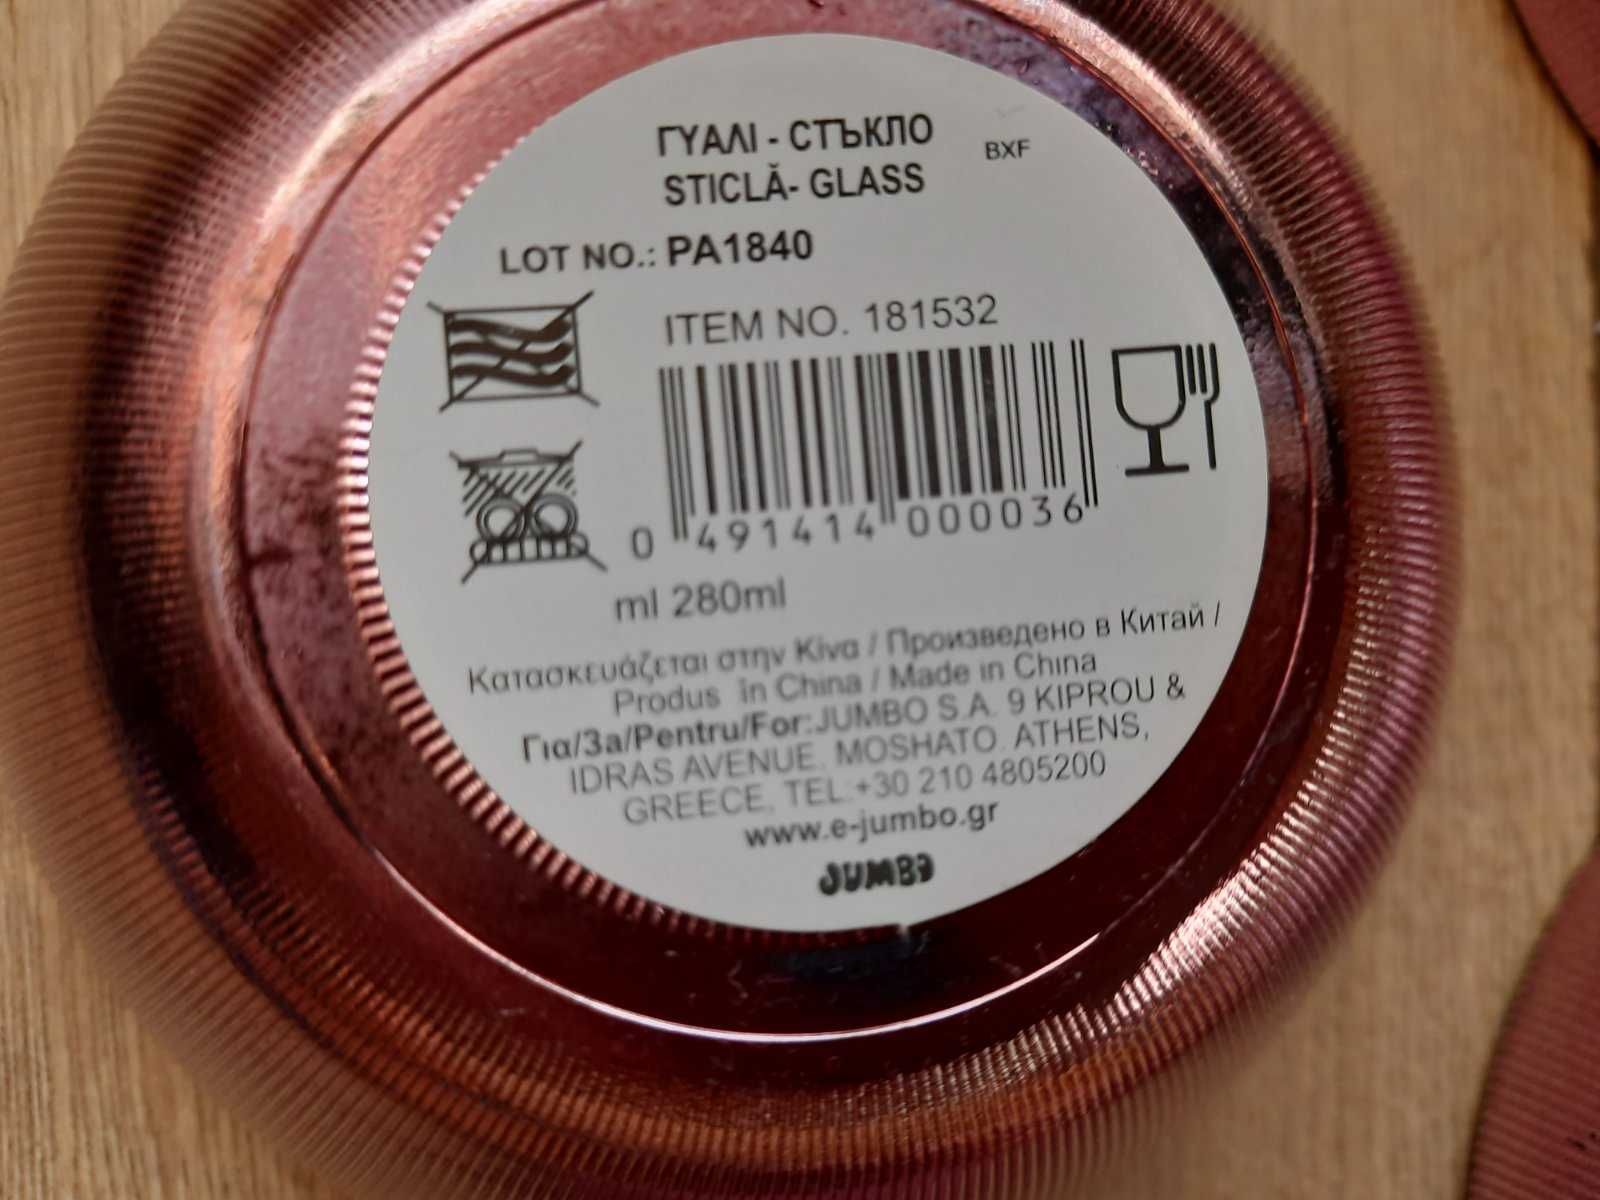 ΓΥΑΛΙ - СТЪКЛО
BXF
STICLĂ- GLASS
LOT NO.: PA1840
ITEM NO. 181532
0 491414 000036
ml 280ml
Κατασκευάζεται στην Κίνα / Произведено в Китай /
Produs în China / Made in China
Για/За/Pentru/For:JUMBO S.A. 9 KIPROU &
IDRAS AVENUE. MOSHATO. ATHENS,
GREECE, TEL:+30 210 4805200
www.e-jumbo.gr
JUMBO